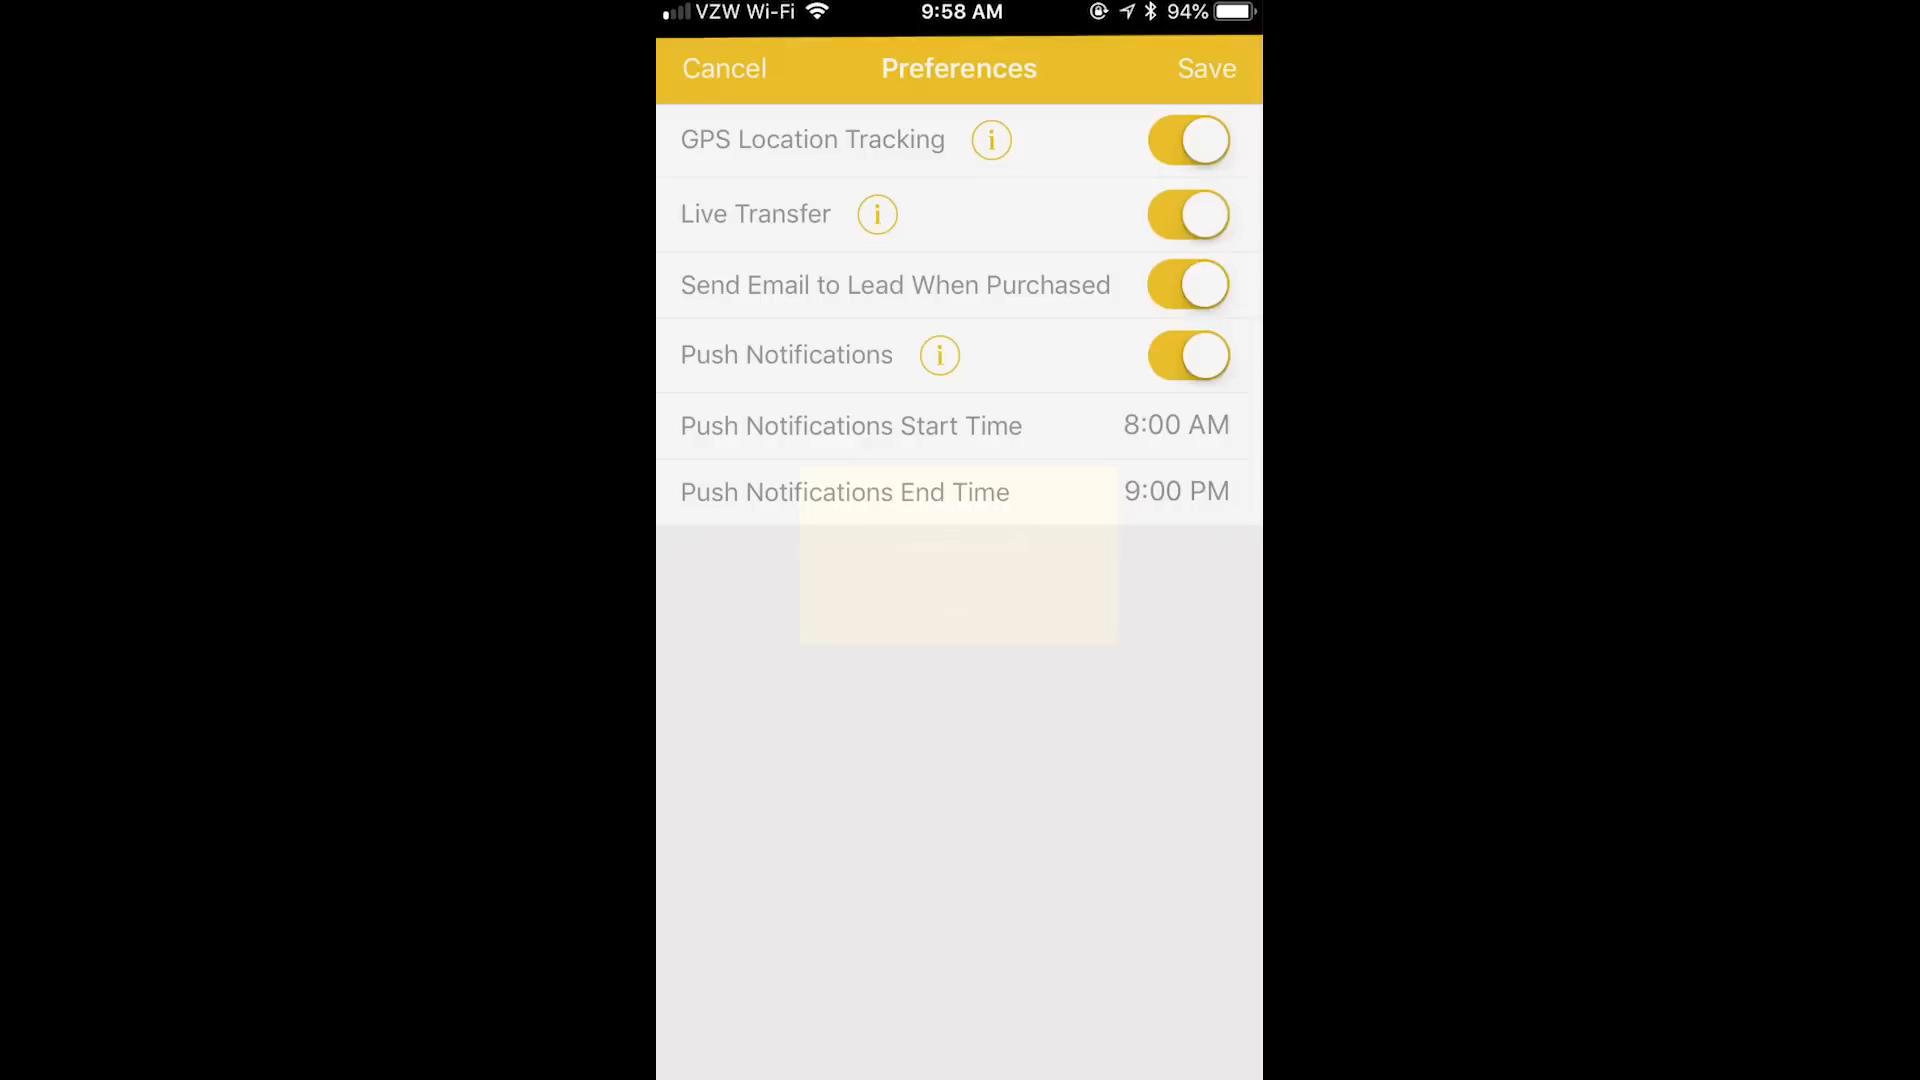 VZW Wi-Fi 9:58 AM 94%
Cancel Preferences Save
GPS Location Tracking i
Live Transfer i
Send Email to Lead When Purchased
Push Notifications i
Push Notifications Start Time 8:00 AM
Push Notifications End Time 9:00 PM